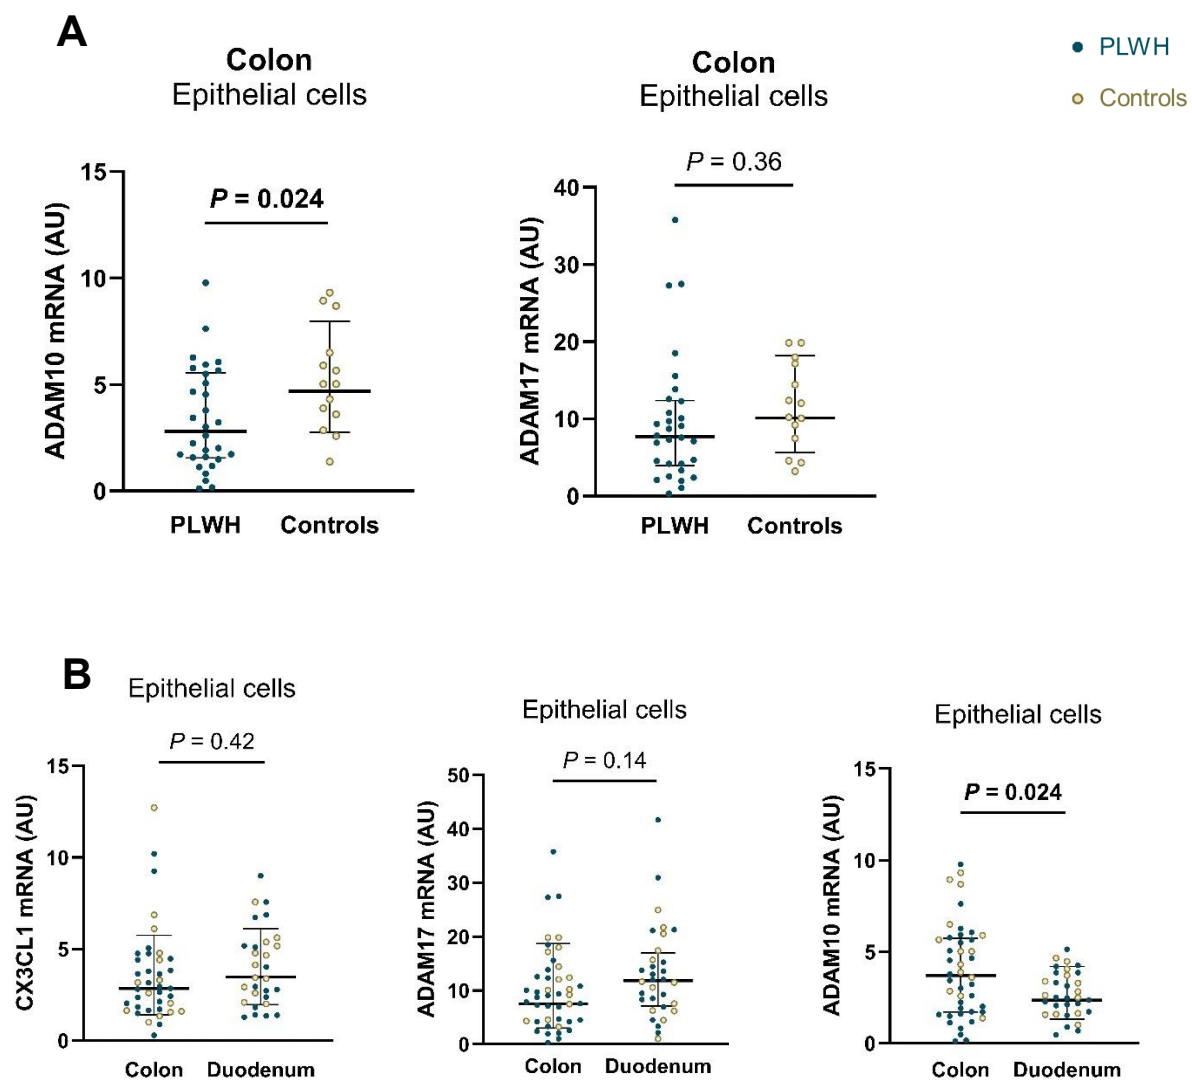 A
Colon
Epithelial cells
Colon
Epithelial cells
PLWH
Controls
P = 0.024
P = 0.36
ADAM10 mRNA (AU)
15
10
5
0
PLWH
Controls
ADAM17 mRNA (AU)
40
30
20
10
0
PLWH
Controls
B
Epithelial cells
Epithelial cells
Epithelial cells
P = 0.42
P = 0.14
P = 0.024
CX3CL1 mRNA (AU)
15
10
5
0
Colon
Duodenum
ADAM17 mRNA (AU)
50
40
30
20
10
0
Colon
Duodenum
ADAM10 mRNA (AU)
15
10
5
0
Colon
Duodenum